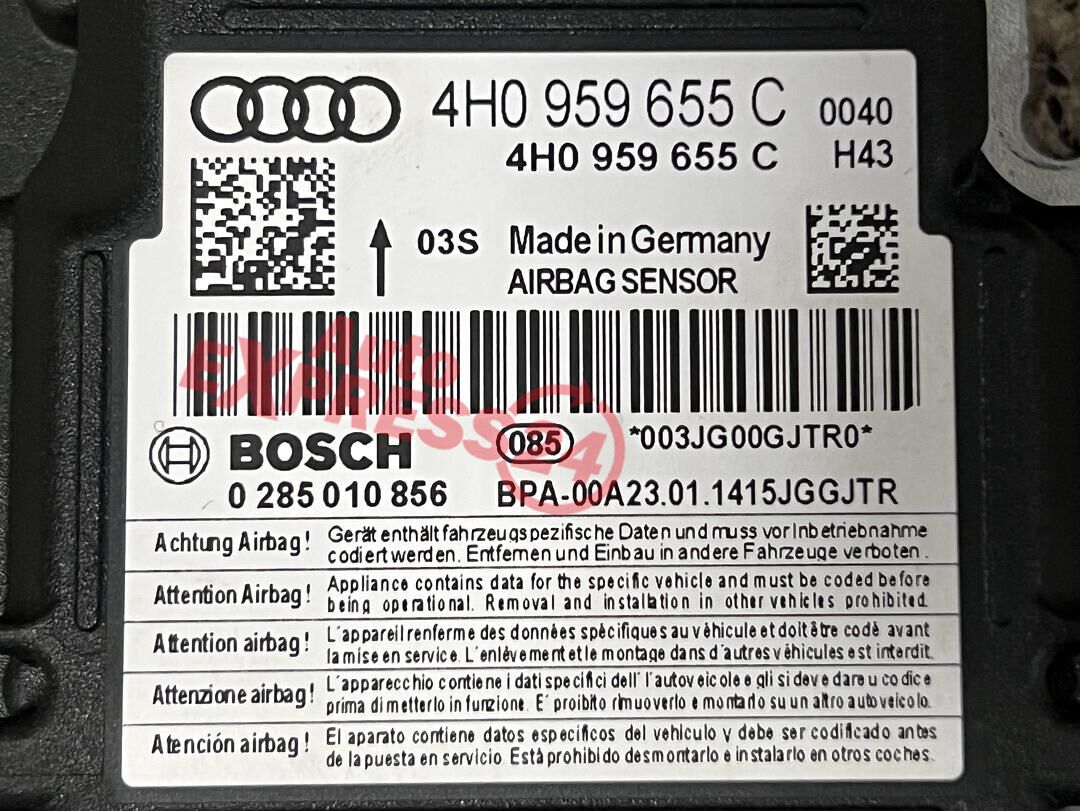 4H0 959 655 C 0040
4H0 959 655 C H43
03S Made in Germany
AIRBAG SENSOR
Auto
EXPRESS24
BOSCH 085 *003JG00GJTR0*
0 285 010 856 BPA-00A23.01.1415JGGJTR
Achtung Airbag! Gerät enthält fahrzeugspezifische Daten und muss vor Inbetriebnahme
codiert werden. Entfernen und Einbau in andere Fahrzeuge verboten.
Attention Airbag! Appliance contains data for the specific vehicle and must be coded before
being operational. Removal and installation in other vehicles prohibited.
Attention airbag! L'appareil renferme des données spécifiques au véhicule et doit être codé avant
la mise en service. L'enlèvement et le montage dans d'autres véhicules est interdit.
Attenzione airbag! L'apparecchio contiene i dati specifici dell' l'autoveicolo e gli si deve dare u codice
prima di metterlo in funzione. E' proibito rimuoverlo e montarlo su un altro autoveicolo.
Atención airbag! El aparato contiene datos específicos del vehículo y debe ser codificado antes
de la puesta en servicio. Está prohibido desmontarlo e instalarlo en otros coches.